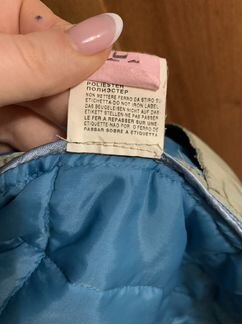 POLIESTER
ПОЛИЭСТЕР
NON METTERE FERRO DA STIRO SU
ETICHETTA-DO NOT IRON LABEL
DAS BEUGELEISEN NICHT AUF DAS
ETIKETT STELLEN-NE PAS PASSER
LE FER A REPASSER SUR UNE
ETIQUETTE-NAO POR. O FERRO DE
PASSAR SOBRE A ETIQUETTA